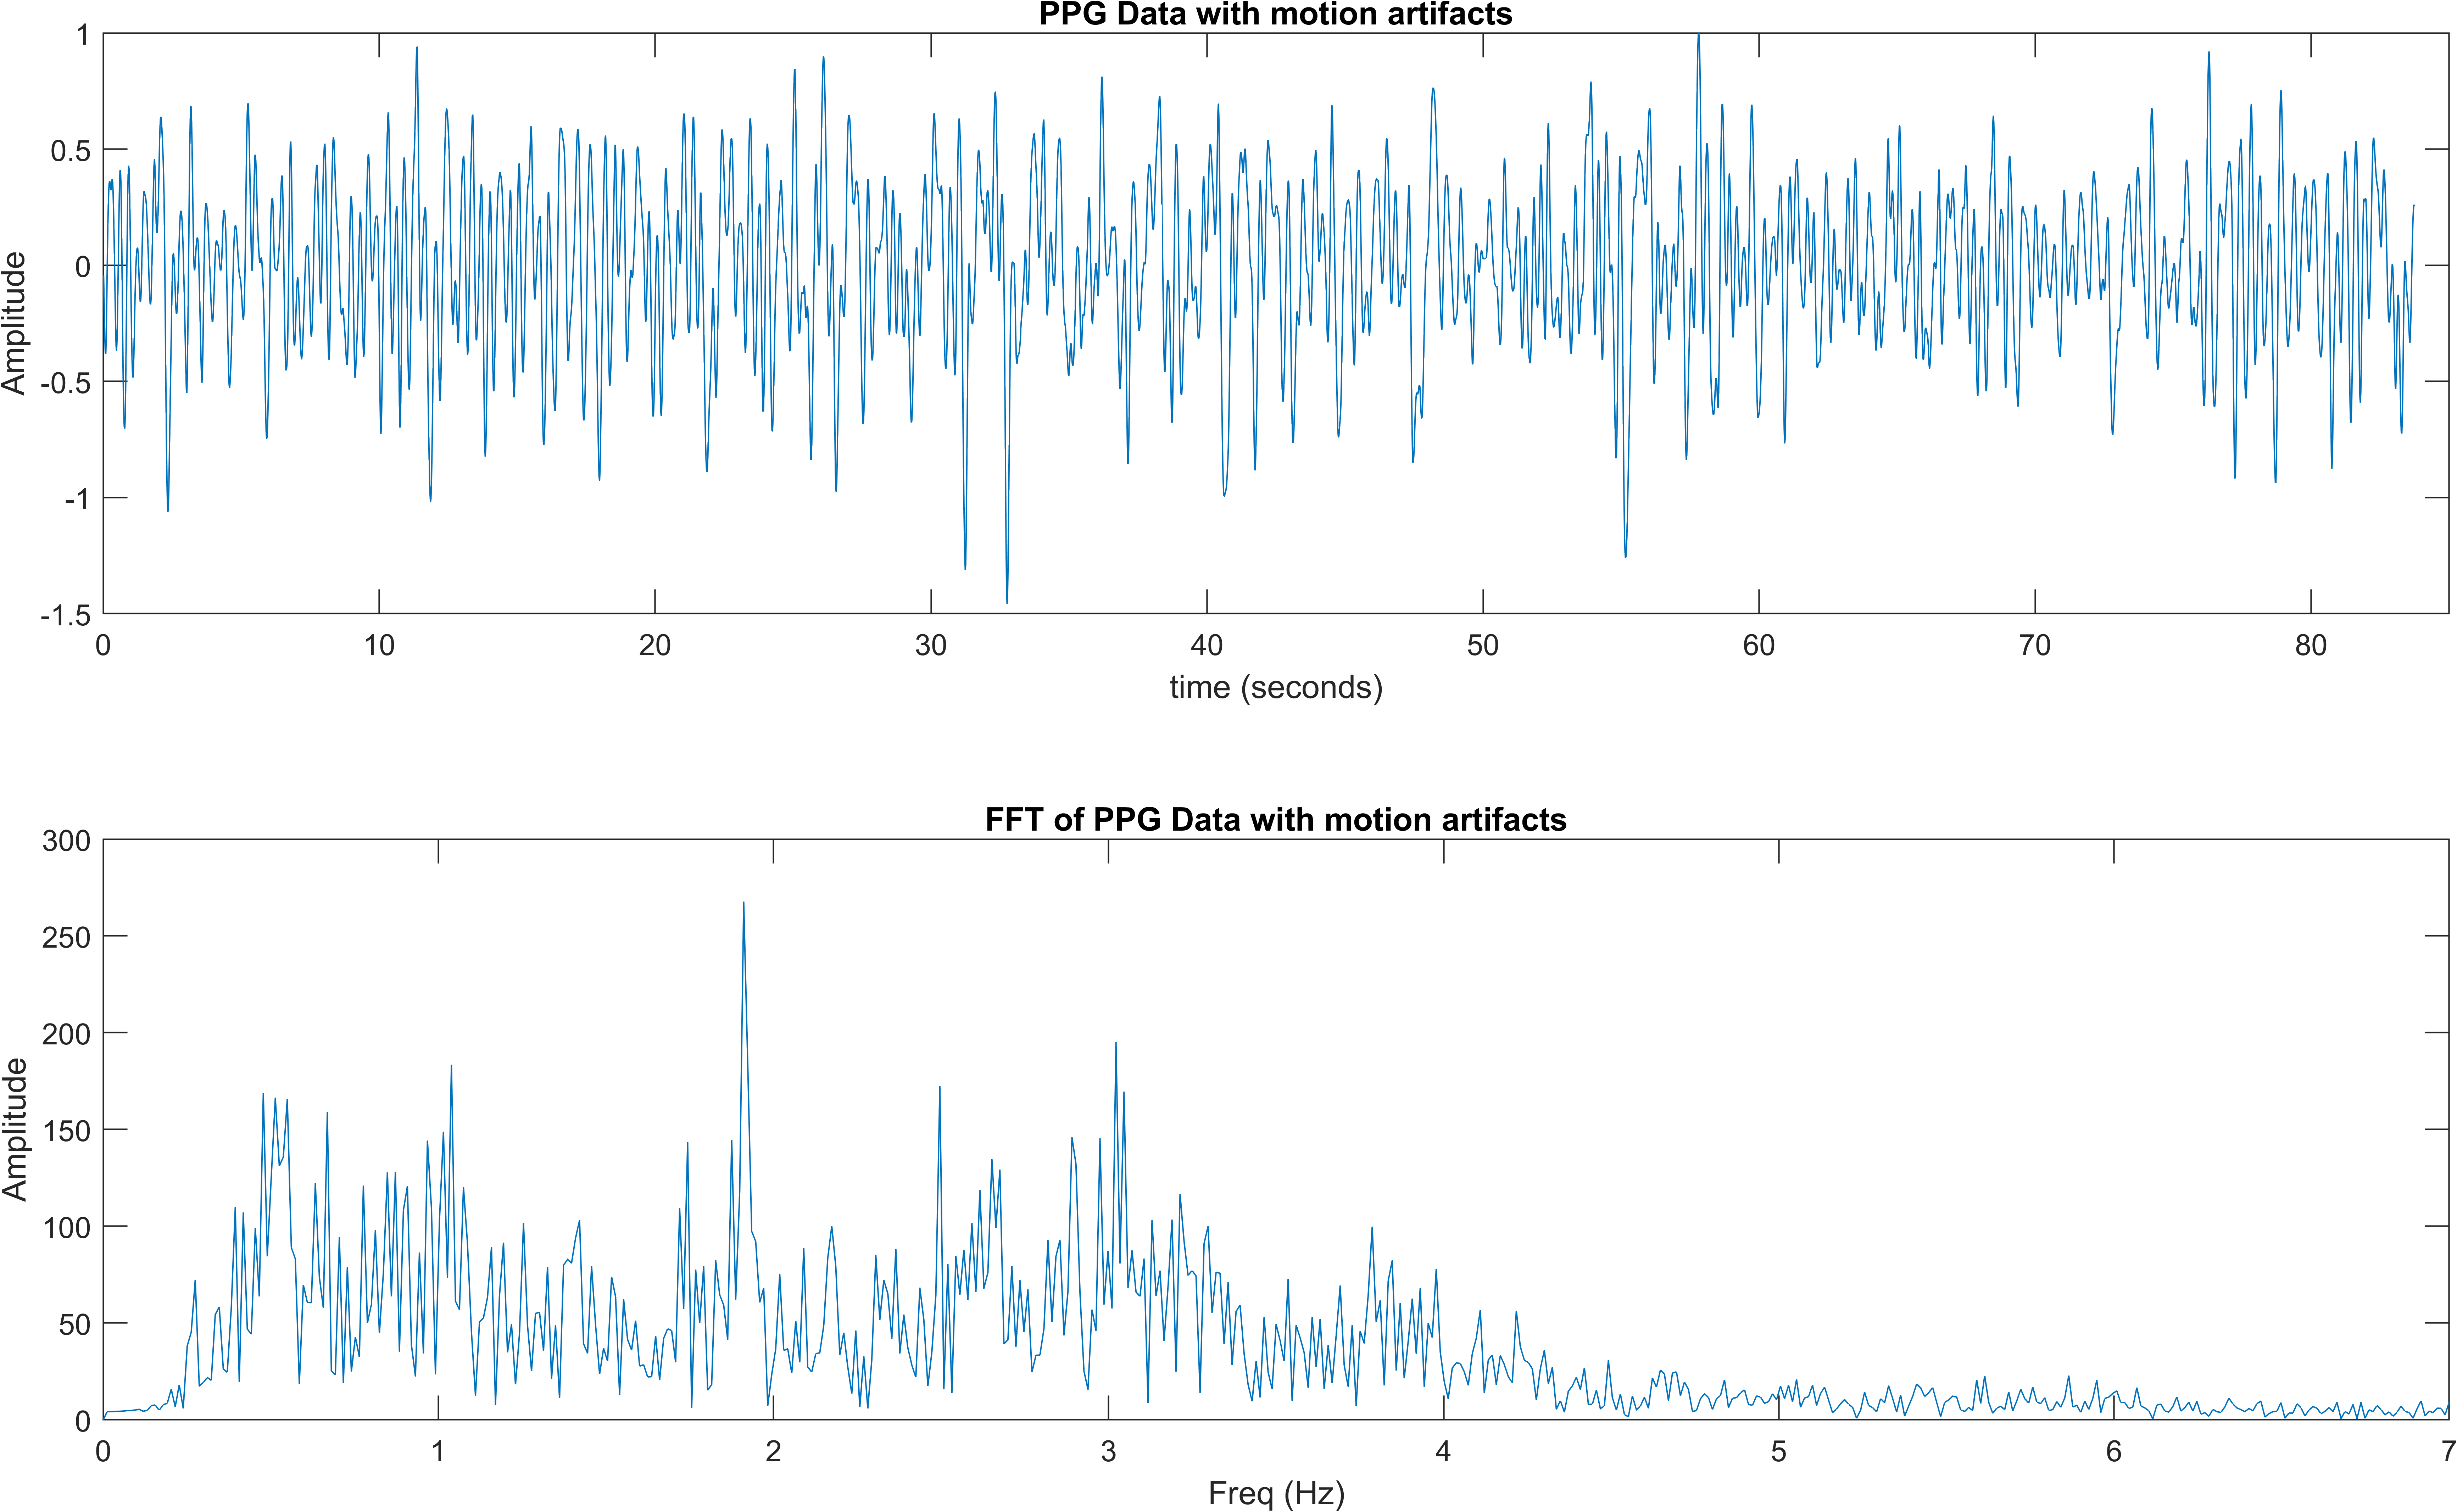 PPG Data with motion artifacts
1
0.5
0
-0.5
-1
-1.5
Amplitude
0 10 20 30 40 50 60 70 80
time (seconds)
FFT of PPG Data with motion artifacts
300
250
200
150
100
50
0
Amplitude
0 1 2 3 4 5 6 7
Freq (Hz)